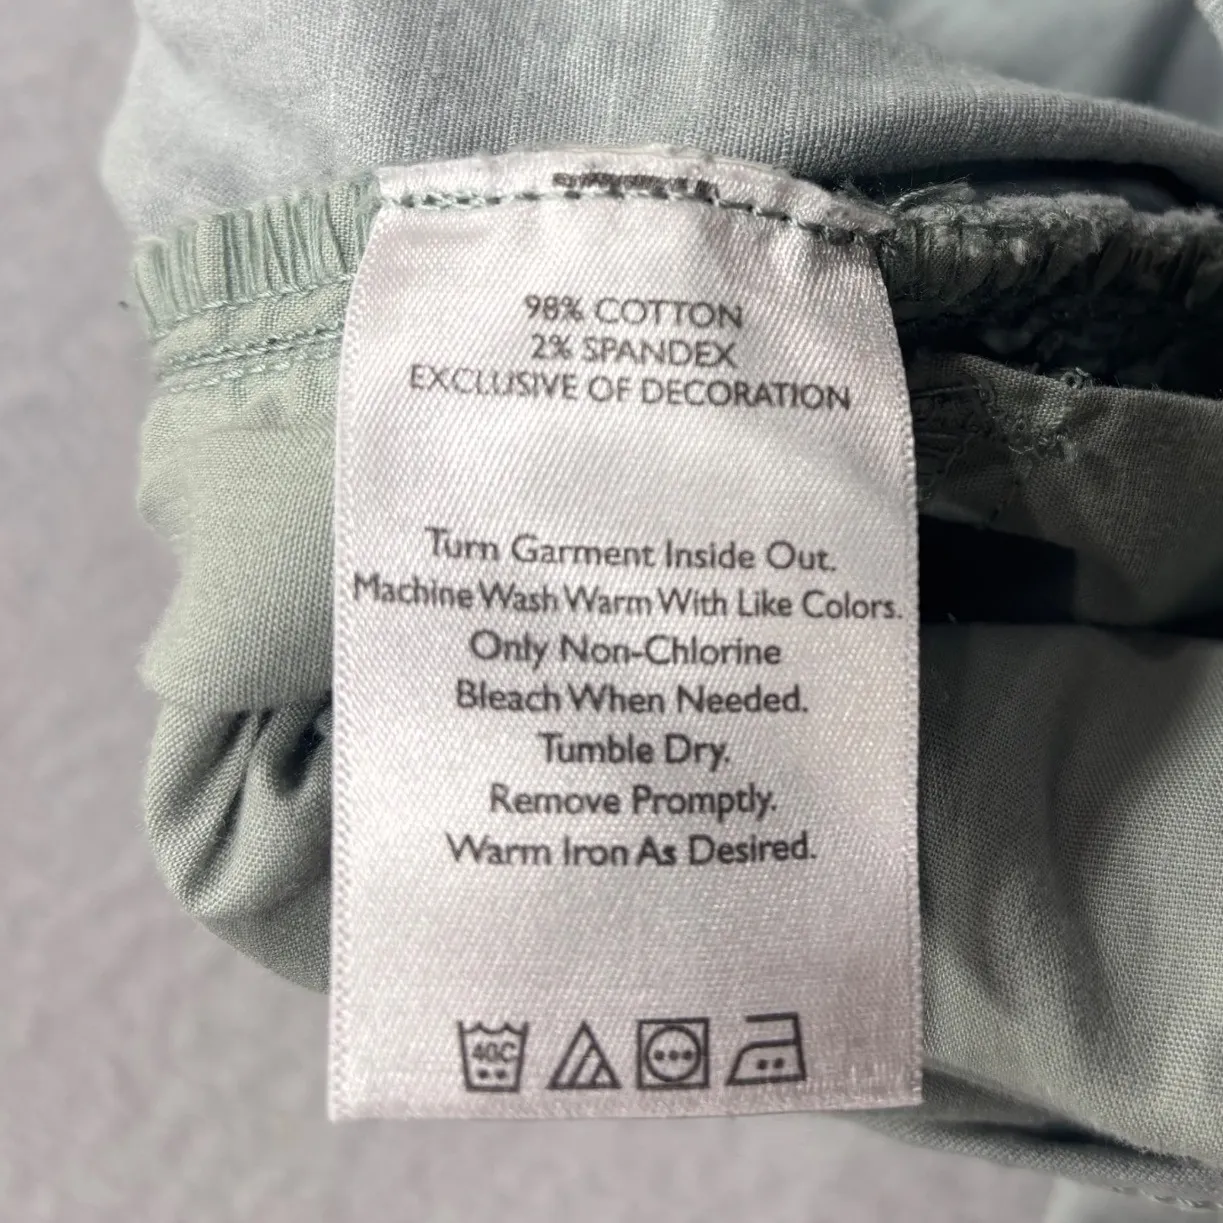 98% COTTON
2% SPANDEX
EXCLUSIVE OF DECORATION
Turn Garment Inside Out.
Machine Wash Warm With Like Colors.
Only Non-Chlorine
Bleach When Needed.
Tumble Dry.
Remove Promptly.
Warm Iron As Desired.
40C